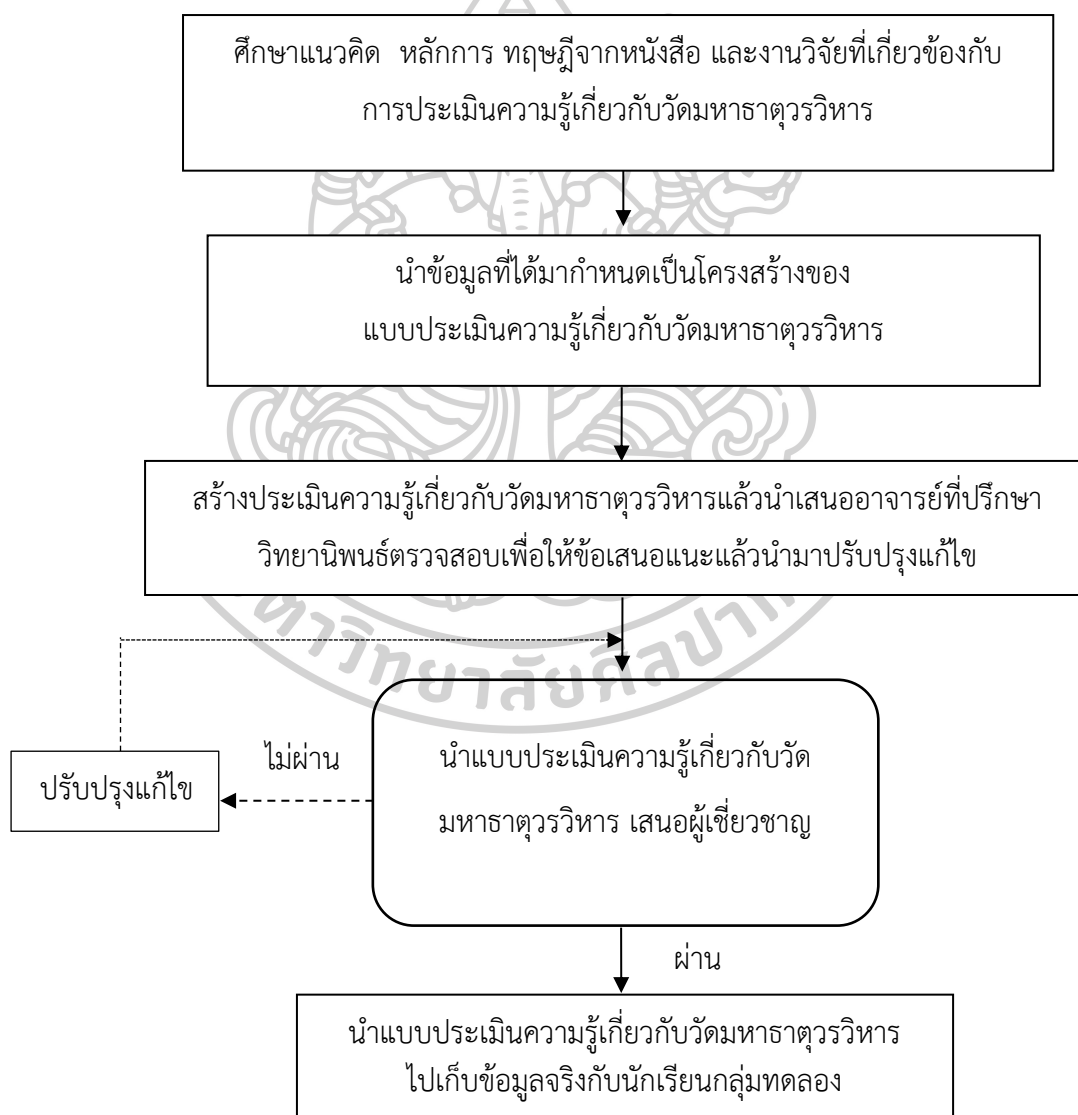 ศึกษาแนวคิด หลักการ ทฤษฎีจากหนังสือ และงานวิจัยที่เกี่ยวข้องกับ
การประเมินความรู้เกี่ยวกับวัดมหาธาตุวรวิหาร
นำข้อมูลที่ได้มากำหนดเป็นโครงสร้างของ
แบบประเมินความรู้เกี่ยวกับวัดมหาธาตุวรวิหาร
สร้างประเมินความรู้เกี่ยวกับวัดมหาธาตุวรวิหารแล้วนำเสนออาจารย์ที่ปรึกษา
วิทยานิพนธ์ตรวจสอบเพื่อให้ข้อเสนอแนะแล้วนำมาปรับปรุงแก้ไข
ไม่ผ่าน
ปรับปรุงแก้ไข
นำแบบประเมินความรู้เกี่ยวกับวัด
มหาธาตุวรวิหาร เสนอผู้เชี่ยวชาญ
ผ่าน
นำแบบประเมินความรู้เกี่ยวกับวัดมหาธาตุวรวิหาร
ไปเก็บข้อมูลจริงกับนักเรียนกลุ่มทดลอง